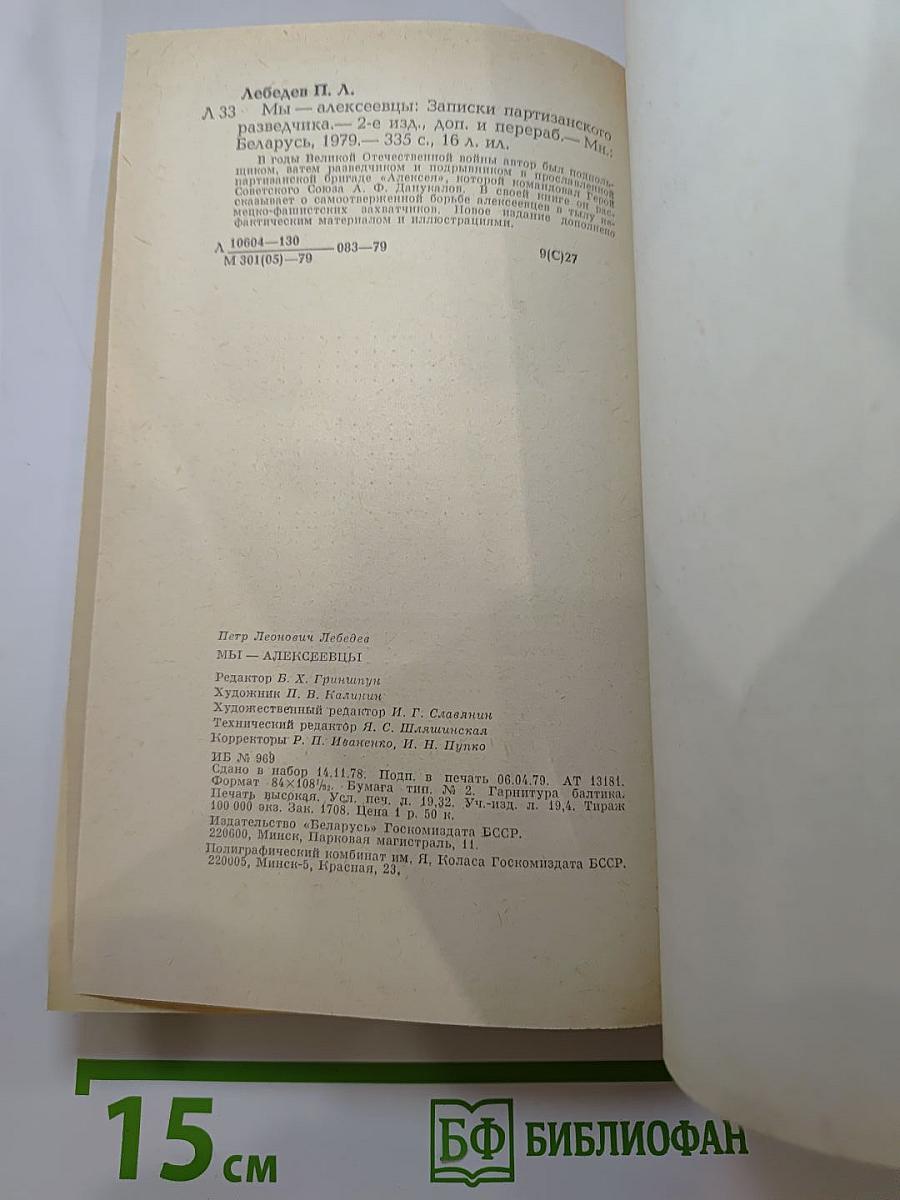 Лебедев П. Л.
Л 33 Мы — алексеевцы: Записки партизанского
разведчика.— 2-е изд., доп. и перераб.— Мн.:
Беларусь, 1979.— 335 с., 16 л. ил.
В годы Великой Отечественной войны автор был подполь-
щиком, затем разведчиком и подрывником в прославленной
партизанской бригаде «Алексея», которой командовал Герой
Советского Союза А. Ф. Данукалов. В своей книге он рас-
сказывает о самоотверженной борьбе алексеевцев в тылу не-
мецко-фашистских захватчиков. Новое издание дополнено
фактическим материалом и иллюстрациями.
Л 10604—130
М 301(05)—79 083—79 9(С)27
Петр Леонович Лебедев
МЫ — АЛЕКСЕЕВЦЫ
Редактор Б. Х. Гриншпун
Художник П. В. Калинин
Художественный редактор И. Г. Славянин
Технический редактор Я. С. Шляшинская
Корректоры Р. П. Иваненко, И. Н. Пупко
ИБ № 969
Сдано в набор 14.11.78. Подп. в печать 06.04.79. АТ 13181.
Формат 84×108¹/₃₂. Бумага тип. № 2. Гарнитура балтика.
Печать высокая. Усл. печ. л. 19,32. Уч.-изд. л. 19,4. Тираж
100 000 экз. Зак. 1708. Цена 1 р. 50 к.
Издательство «Беларусь» Госкомиздата БССР.
220600, Минск, Парковая магистраль, 11.
Полиграфический комбинат им. Я. Коласа Госкомиздата БССР.
220005, Минск-5, Красная, 23.
15 см
БФ БИБЛИОФАН